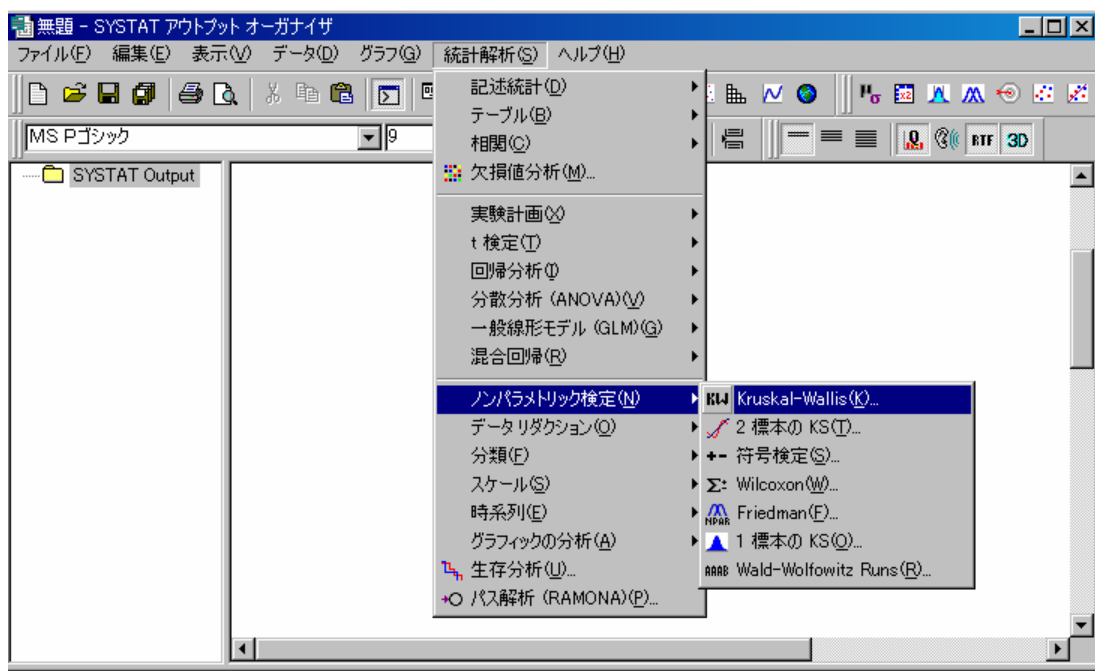 無題 - SYSTAT アウトプット オーガナイザ
ファイル(F) 編集(E) 表示(V) データ(D) グラフ(G) 統計解析(S) ヘルプ(H)
μσ x2
MS Pゴシック 9 RTF 3D
SYSTAT Output
記述統計(D)
テーブル(B)
相関(C)
欠損値分析(M)...
実験計画(X)
t 検定(T)
回帰分析(I)
分散分析 (ANOVA)(V)
一般線形モデル (GLM)(G)
混合回帰(R)
ノンパラメトリック検定(N)
データ リダクション(O)
分類(F)
スケール(S)
時系列(E)
グラフィックの分析(A)
生存分析(U)...
パス解析 (RAMONA)(P)...
KW Kruskal-Wallis(K)...
2 標本の KS(T)...
+- 符号検定(S)...
Σ± Wilcoxon(W)...
NPAR Friedman(F)...
1 標本の KS(O)...
AAAB Wald-Wolfowitz Runs(R)...